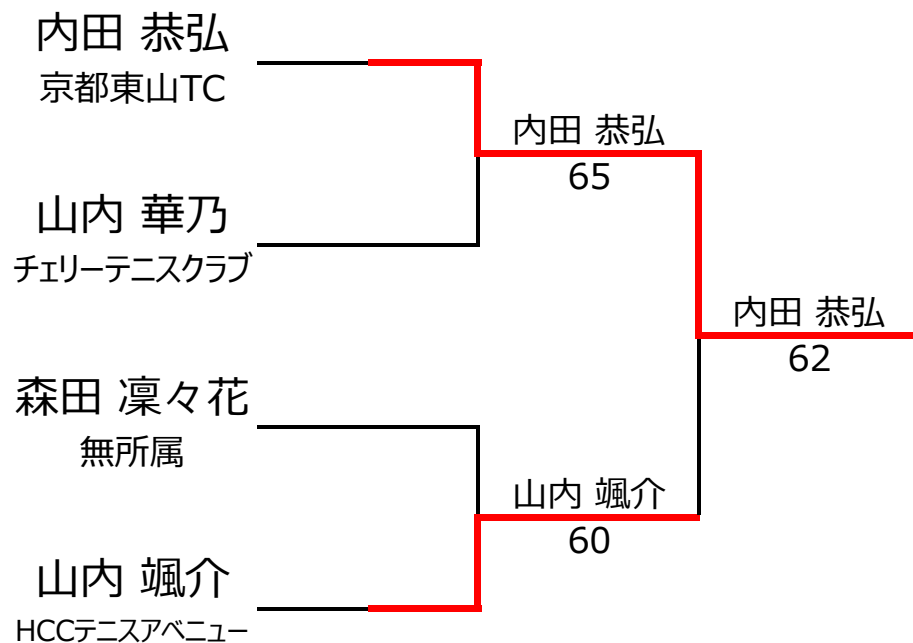 内田 恭弘
京都東山TC
内田 恭弘
65
山内 華乃
チェリーテニスクラブ
内田 恭弘
62
森田 凜々花
無所属
山内 颯介
60
山内 颯介
HCCテニスアベニュー